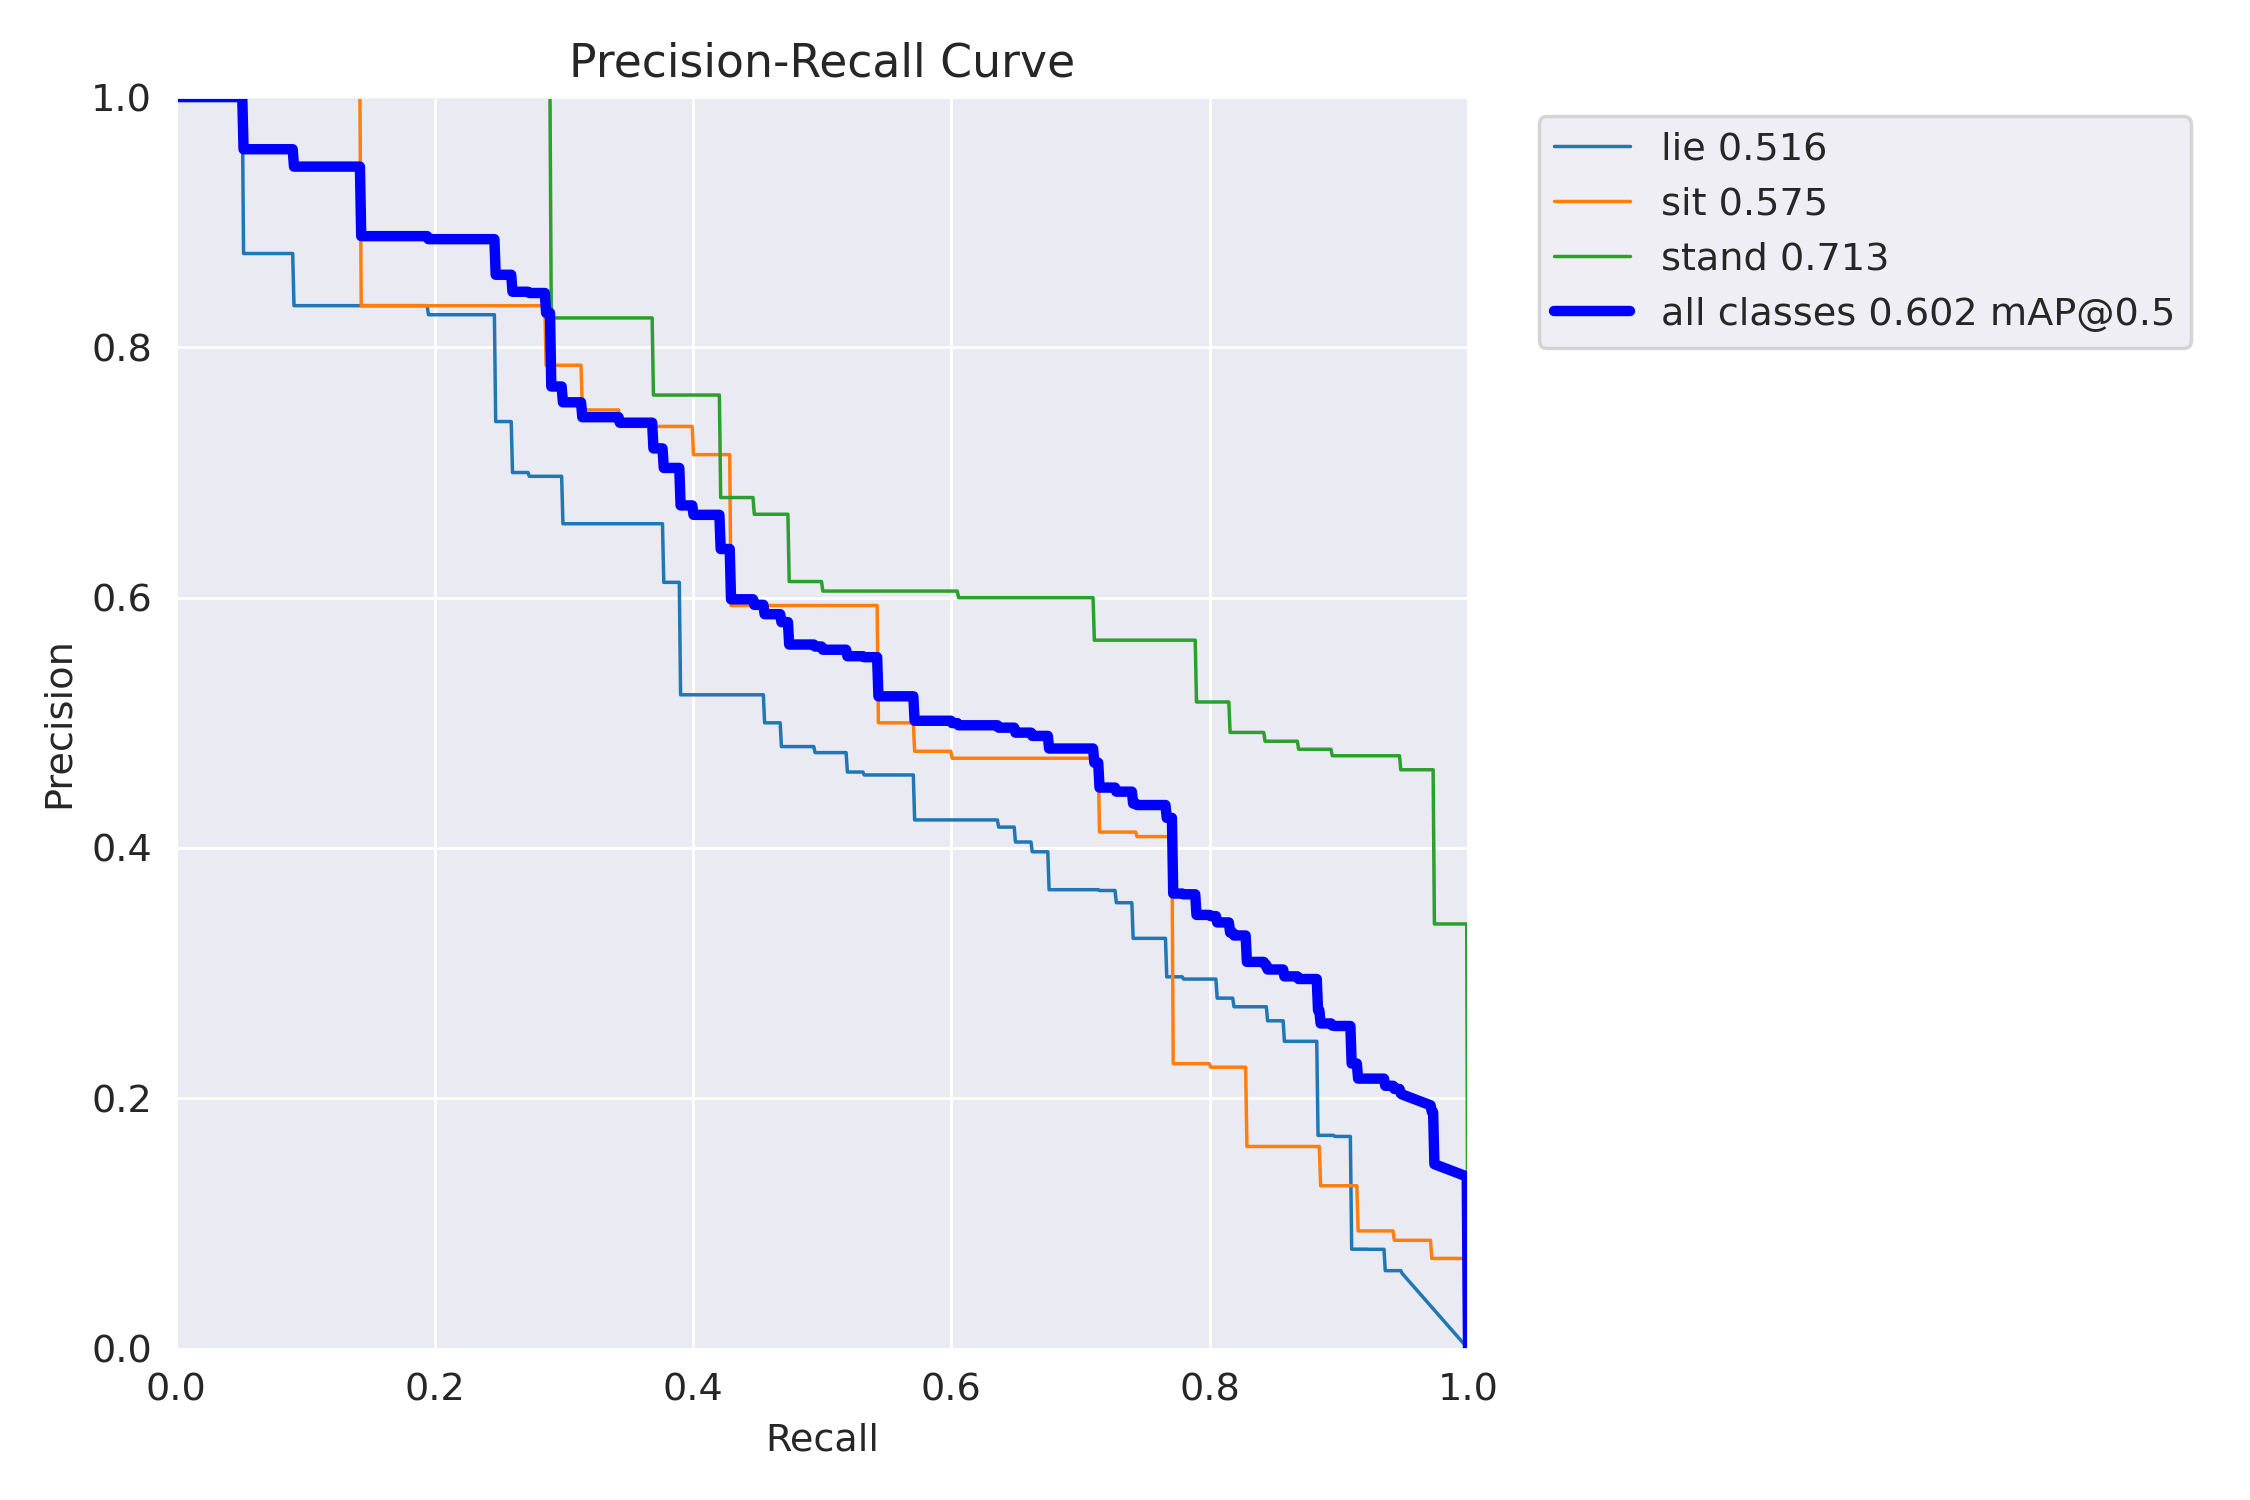 Precision-Recall Curve
1.0
0.8
0.6
0.4
0.2
0.0
Precision
0.0 0.2 0.4 0.6 0.8 1.0
Recall
lie 0.516
sit 0.575
stand 0.713
all classes 0.602 mAP@0.5